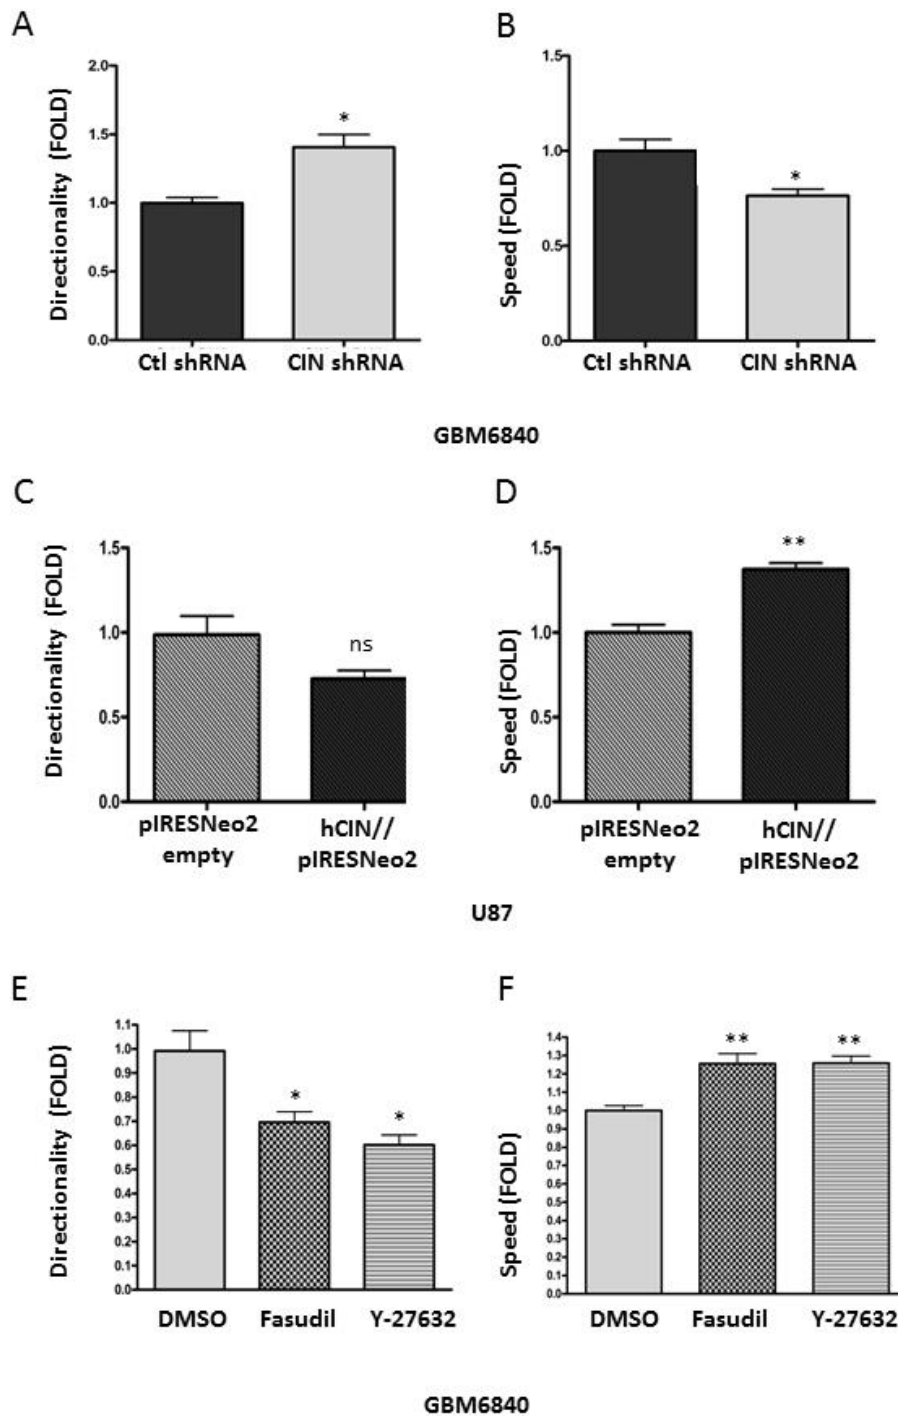 A
B
Directionality (FOLD)
2.0
1.5
1.0
0.5
0.0
*
Ctl shRNA
CIN shRNA
Speed (FOLD)
1.5
1.0
0.5
0.0
*
Ctl shRNA
CIN shRNA
GBM6840
C
D
Directionality (FOLD)
1.5
1.0
0.5
0.0
ns
pIRESNeo2
empty
hCIN//
pIRESNeo2
Speed (FOLD)
1.5
1.0
0.5
0.0
**
pIRESNeo2
empty
hCIN//
pIRESNeo2
U87
E
F
Directionality (FOLD)
1.1
1.0
0.9
0.8
0.7
0.6
0.5
0.4
0.3
0.2
0.1
0.0
*
*
DMSO
Fasudil
Y-27632
Speed (FOLD)
1.4
1.3
1.2
1.1
1.0
0.9
0.8
0.7
0.6
0.5
0.4
0.3
0.2
0.1
0.0
**
**
DMSO
Fasudil
Y-27632
GBM6840